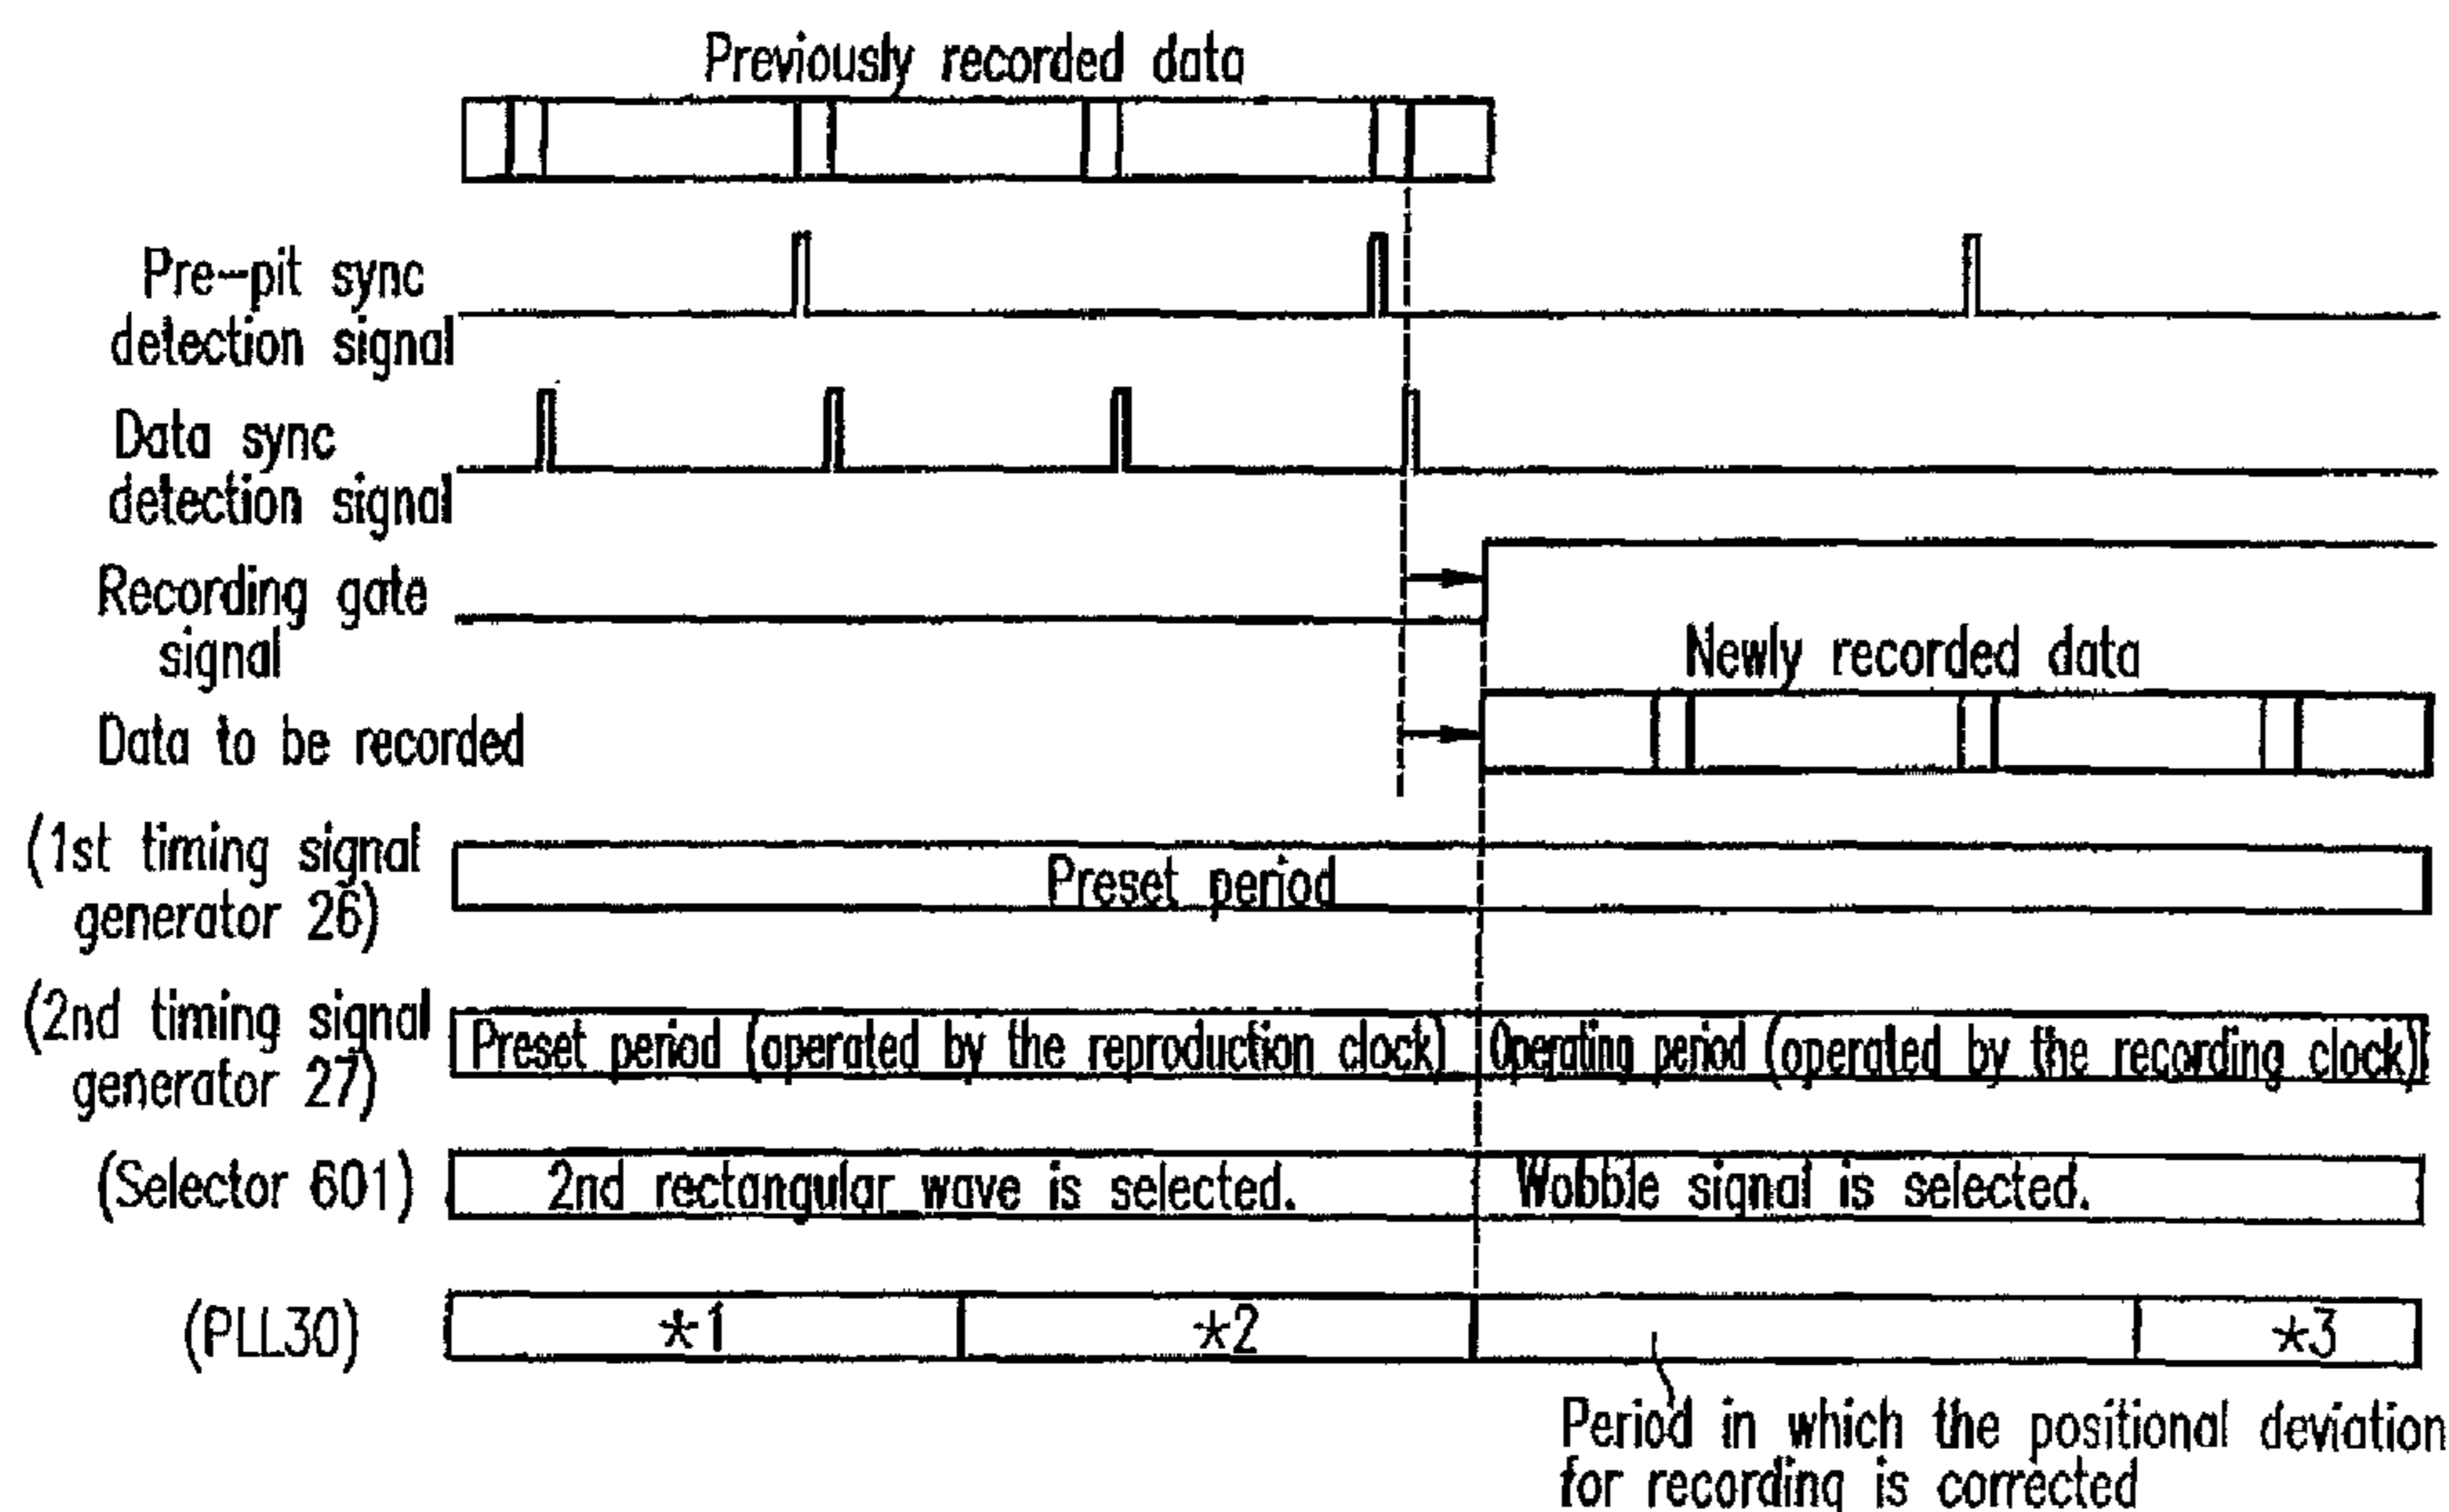 Previously recorded data
Pre-pit sync
detection signal
Data sync
detection signal
Recording gate
signal
Newly recorded data
Data to be recorded
(1st timing signal
generator 26)
Preset period
(2nd timing signal
generator 27)
Preset period (operated by the reproduction clock)
Operating period (operated by the recording clock)
(Selector 601)
2nd rectangular wave is selected.
Wobble signal is selected.
(PLL30)
*1
*2
*3
Period in which the positional deviation
for recording is corrected